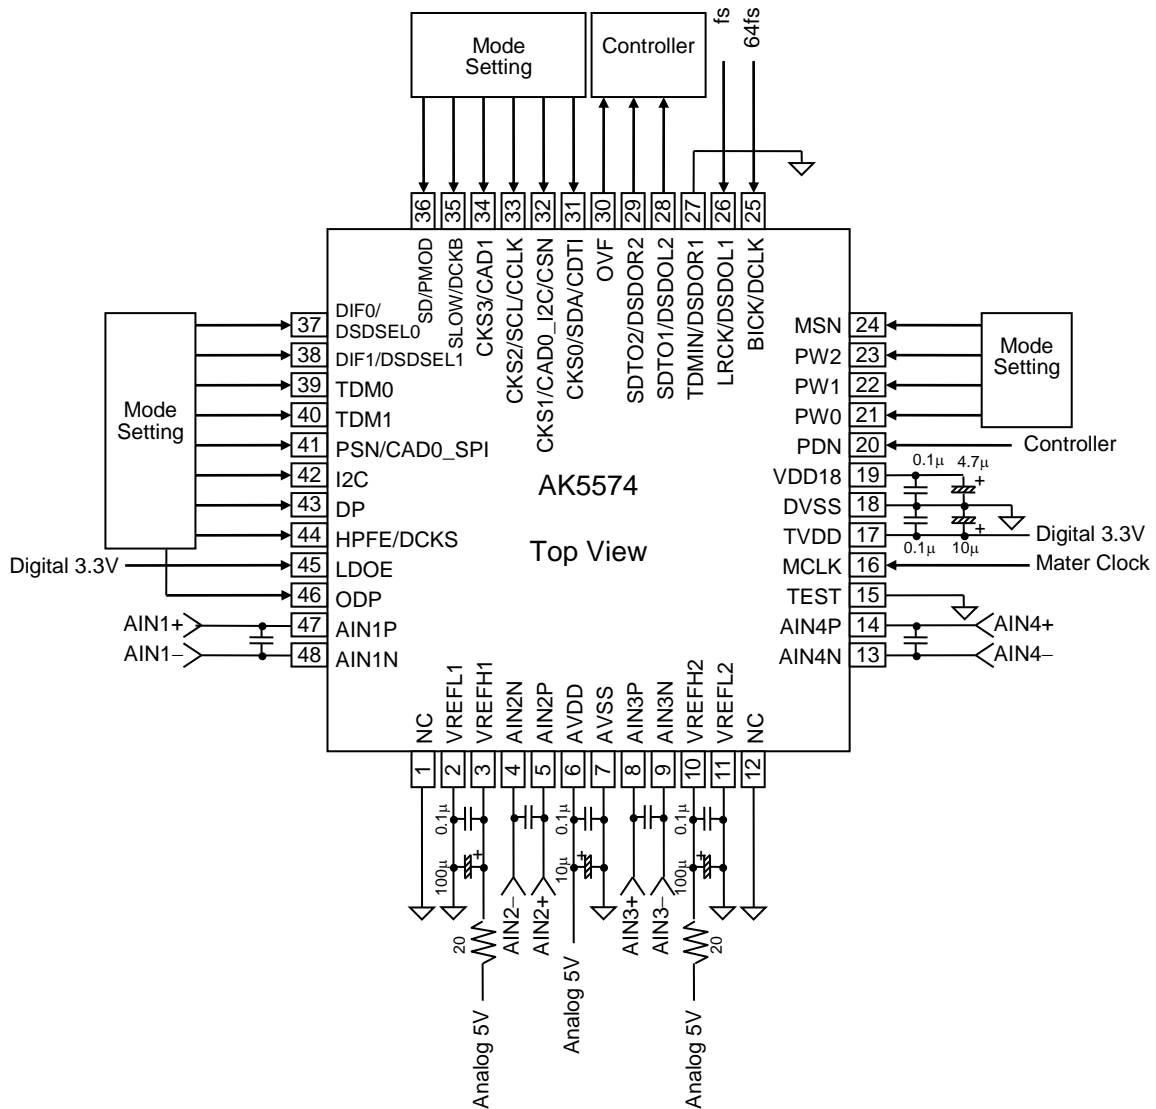 fs
64fs
Mode
Setting
Controller
36
35
34
33
32
31
30
29
28
27
26
25
SD/PMOD
SLOW/DCKB
CKS3/CAD1
CKS2/SCL/CCLK
CKS1/CAD0_I2C/CSN
CKS0/SDA/CDTI
OVF
SDTO2/DSDOR2
SDTO1/DSDOL2
TDMIN/DSDOR1
LRCK/DSDOL1
BICK/DCLK
Mode
Setting
37
DIF0/
DSDSEL0
38
DIF1/DSDSEL1
39
TDM0
40
TDM1
41
PSN/CAD0_SPI
42
I2C
43
DP
44
HPFE/DCKS
Digital 3.3V
45
LDOE
46
ODP
AIN1+
47
AIN1P
AIN1−
48
AIN1N
AK5574
Top View
MSN
24
PW2
23
PW1
22
PW0
21
Mode
Setting
PDN
20
Controller
VDD18
19
0.1μ
4.7μ
+
DVSS
18
TVDD
17
0.1μ
10μ
+
Digital 3.3V
MCLK
16
Mater Clock
TEST
15
AIN4P
14
AIN4+
AIN4N
13
AIN4−
NC
VREFL1
VREFH1
AIN2N
AIN2P
AVDD
AVSS
AIN3P
AIN3N
VREFH2
VREFL2
NC
1
2
3
4
5
6
7
8
9
10
11
12
0.1μ
0.1μ
0.1μ
100μ
+
10μ
+
100μ
+
20
AIN2−
AIN2+
AIN3+
AIN3−
20
Analog 5V
Analog 5V
Analog 5V